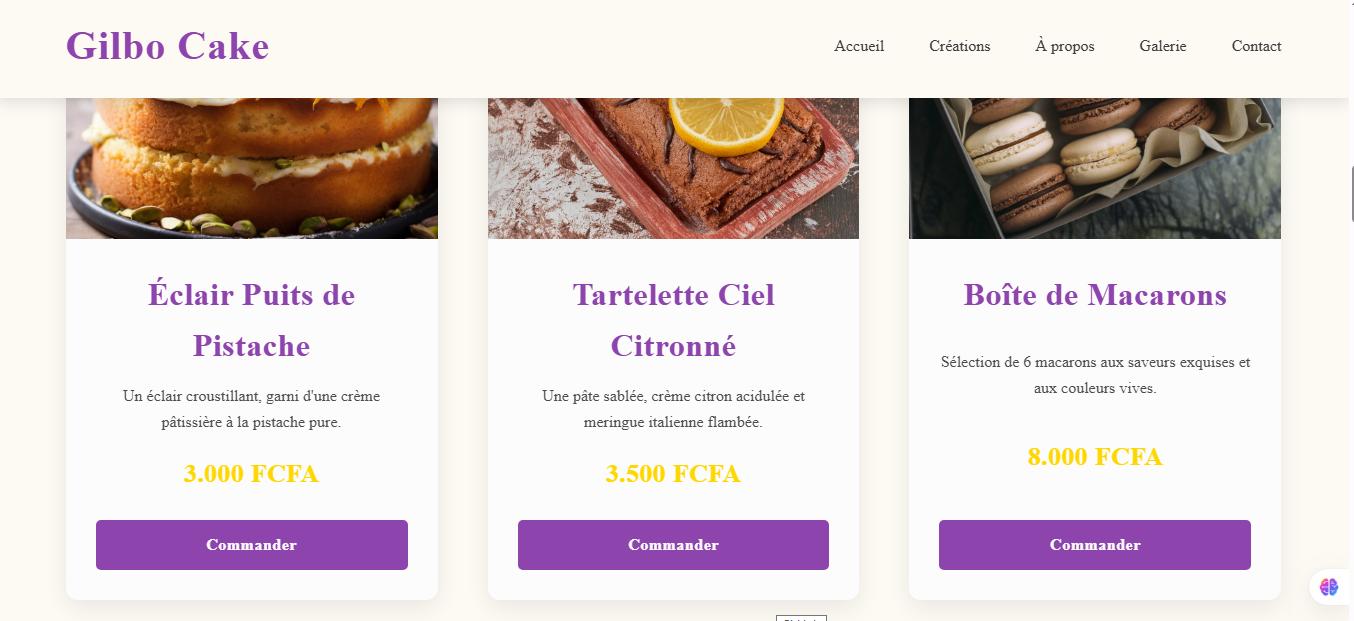 Gilbo Cake
Accueil
Créations
À propos
Galerie
Contact
Éclair Puits de
Pistache
Un éclair croustillant, garni d'une crème
pâtissière à la pistache pure.
3.000 FCFA
Commander
Tartelette Ciel
Citronné
Une pâte sablée, crème citron acidulée et
meringue italienne flambée.
3.500 FCFA
Commander
Boîte de Macarons
Sélection de 6 macarons aux saveurs exquises et
aux couleurs vives.
8.000 FCFA
Commander